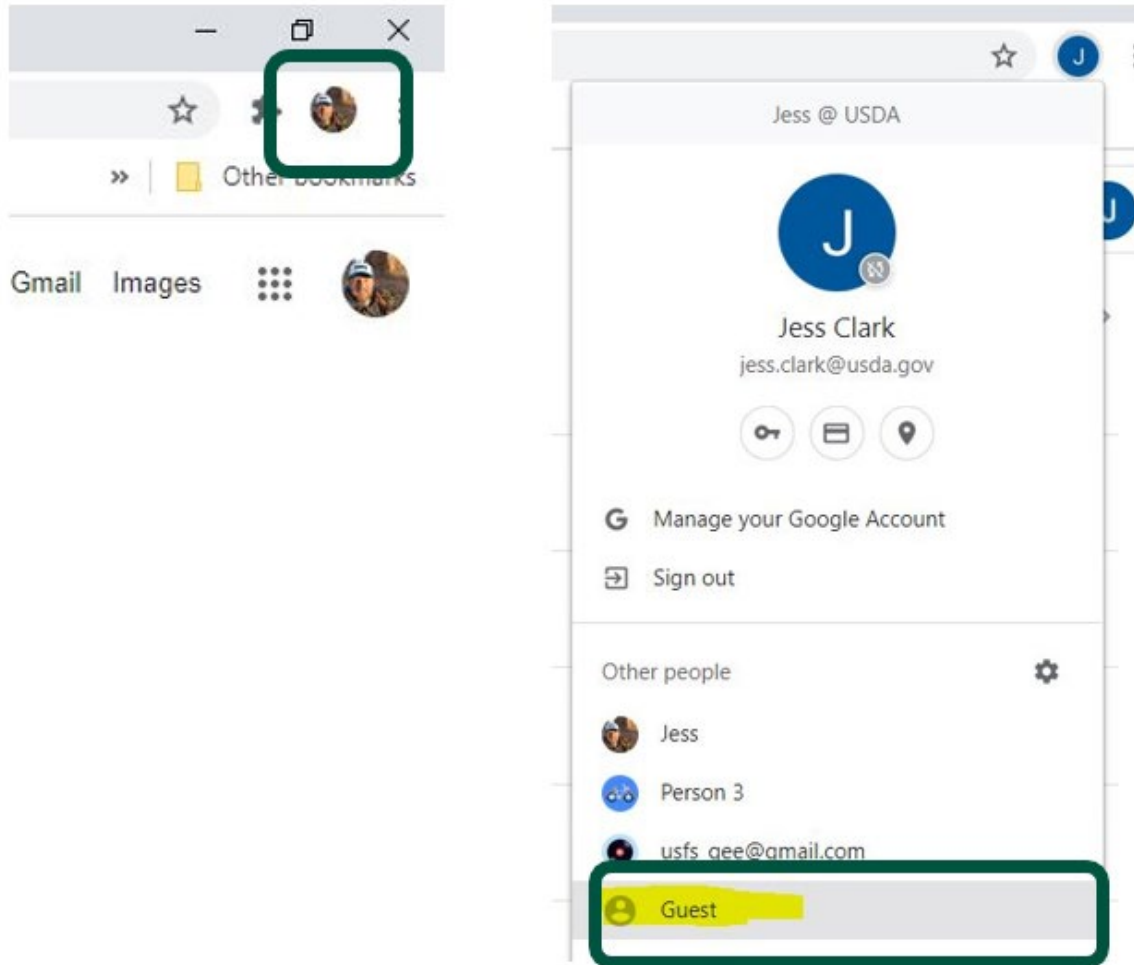 »
Other bookmarks
Gmail Images
J
Jess @ USDA
J
J
Jess Clark
jess.clark@usda.gov
G Manage your Google Account
Sign out
Other people
Jess
Person 3
usfs_gee@gmail.com
Guest